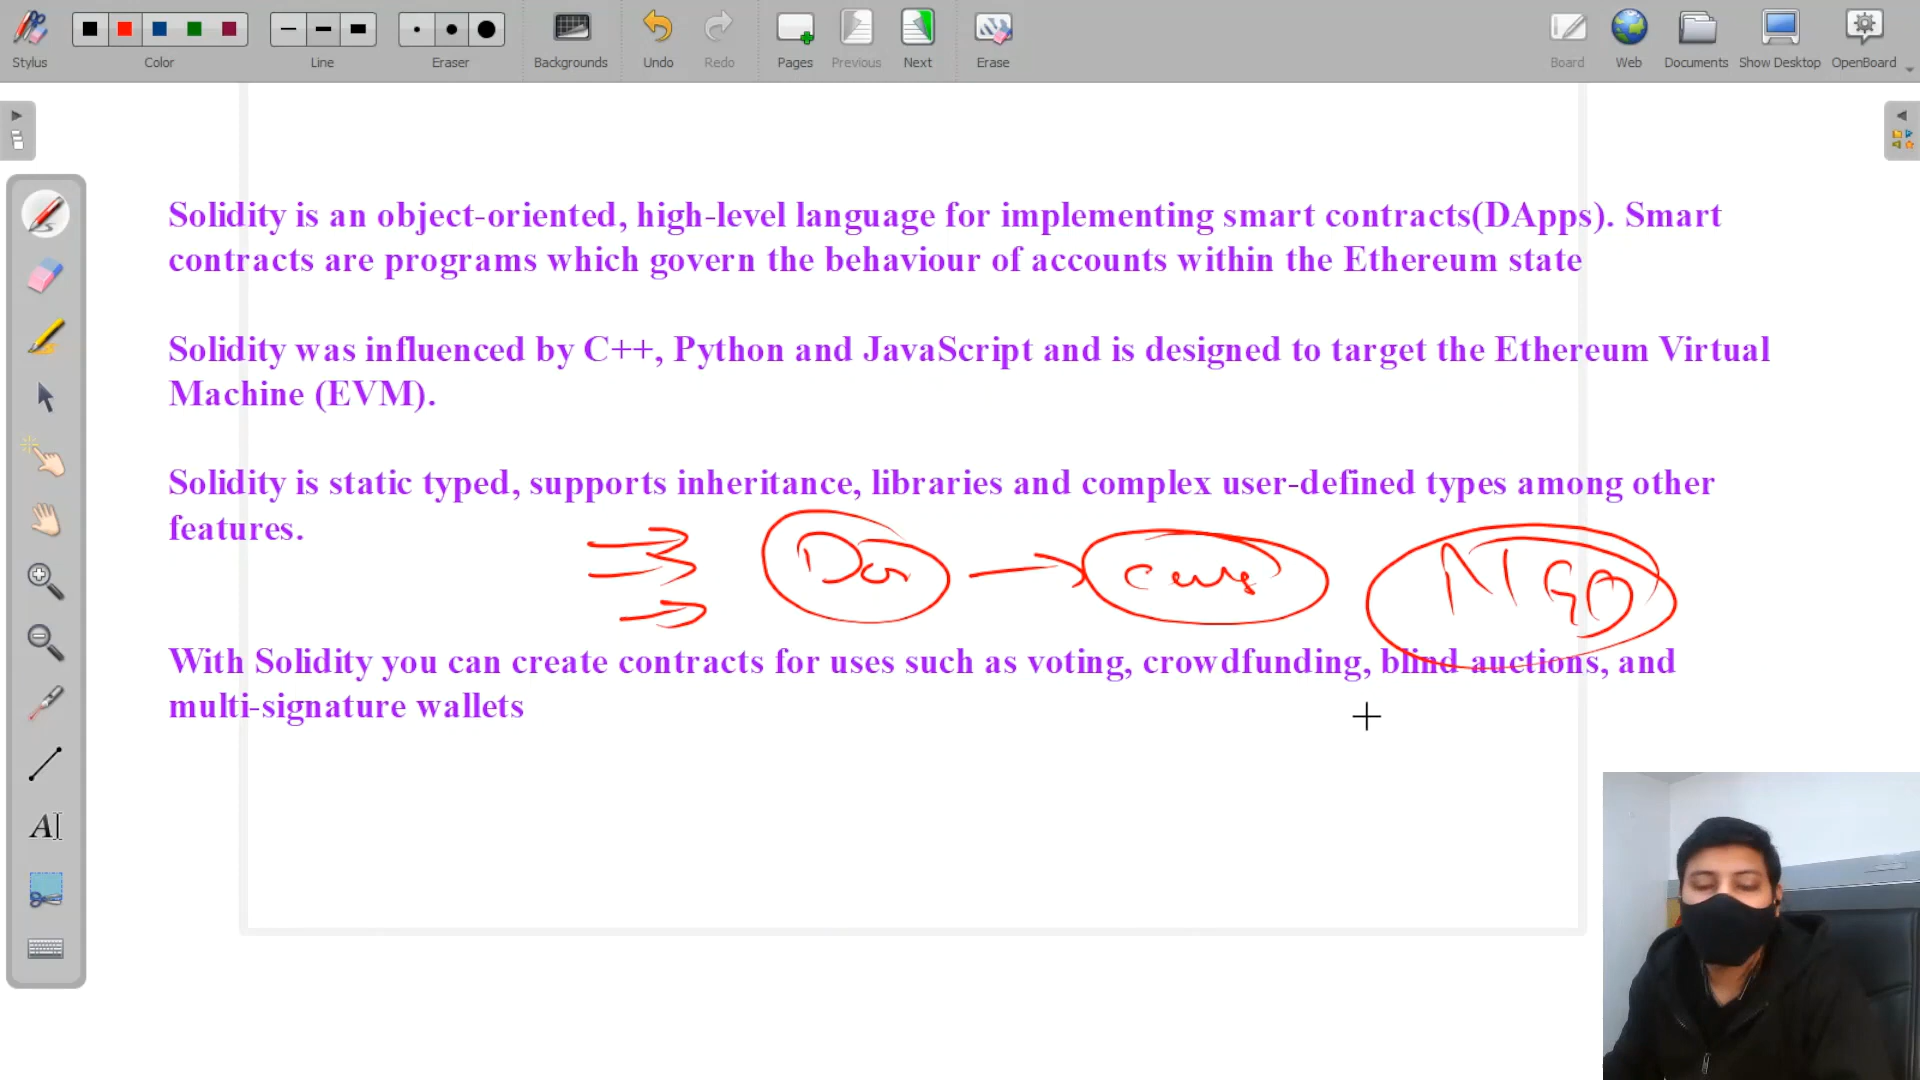 Stylus Color Line Eraser Backgrounds Undo Redo Pages Previous Next Erase Board Web Documents Show Desktop OpenBoard
Solidity is an object-oriented, high-level language for implementing smart contracts(DApps). Smart
contracts are programs which govern the behaviour of accounts within the Ethereum state
Solidity was influenced by C++, Python and JavaScript and is designed to target the Ethereum Virtual
Machine (EVM).
Solidity is static typed, supports inheritance, libraries and complex user-defined types among other
features.
NGO
With Solidity you can create contracts for uses such as voting, crowdfunding, blind auctions, and
multi-signature wallets